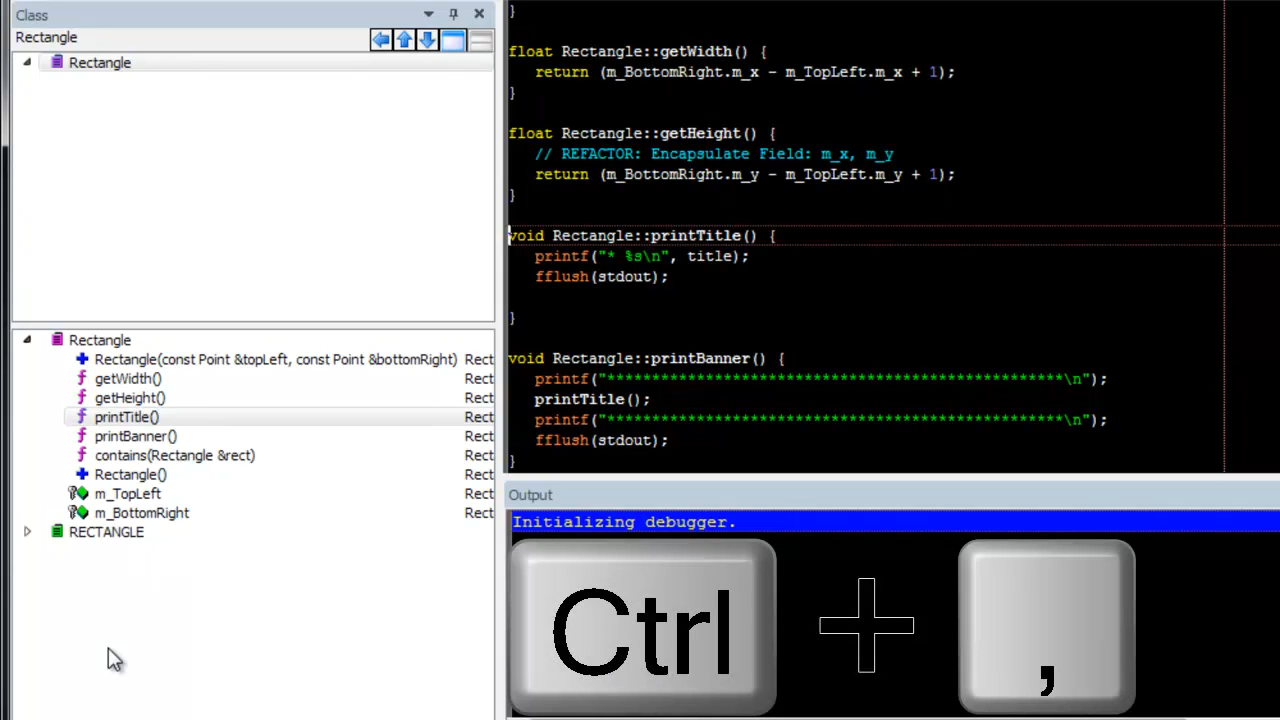 Class
Rectangle
Rectangle
Rectangle
Rectangle(const Point &topLeft, const Point &bottomRight) Rect
getWidth() Rect
getHeight() Rect
printTitle() Rect
printBanner() Rect
contains(Rectangle &rect) Rect
Rectangle() Rect
m_TopLeft Rect
m_BottomRight Rect
RECTANGLE
}
float Rectangle::getWidth() {
return (m_BottomRight.m_x - m_TopLeft.m_x + 1);
}
float Rectangle::getHeight() {
// REFACTOR: Encapsulate Field: m_x, m_y
return (m_BottomRight.m_y - m_TopLeft.m_y + 1);
}
void Rectangle::printTitle() {
printf("* %s\n", title);
fflush(stdout);
}
void Rectangle::printBanner() {
printf("***************************************************\n");
printTitle();
printf("***************************************************\n");
fflush(stdout);
}
Output
Initializing debugger.
Ctrl + ,